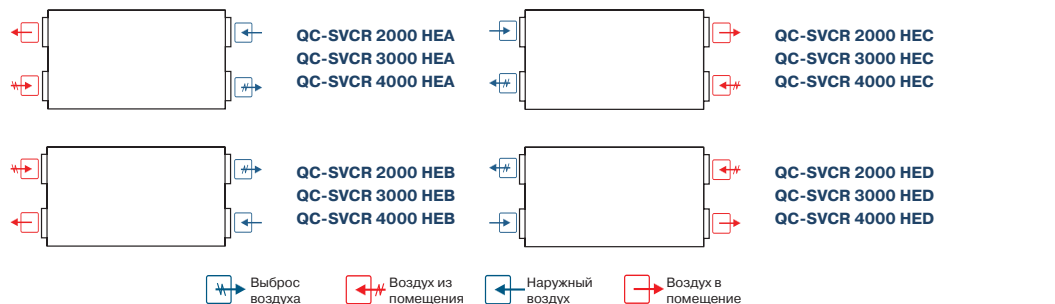 QC-SVCR 2000 HEA
QC-SVCR 3000 HEA
QC-SVCR 4000 HEA
QC-SVCR 2000 HEC
QC-SVCR 3000 HEC
QC-SVCR 4000 HEC
QC-SVCR 2000 HEB
QC-SVCR 3000 HEB
QC-SVCR 4000 HEB
QC-SVCR 2000 HED
QC-SVCR 3000 HED
QC-SVCR 4000 HED
Выброс
воздуха
Воздух из
помещения
Наружный
воздух
Воздух в
помещение